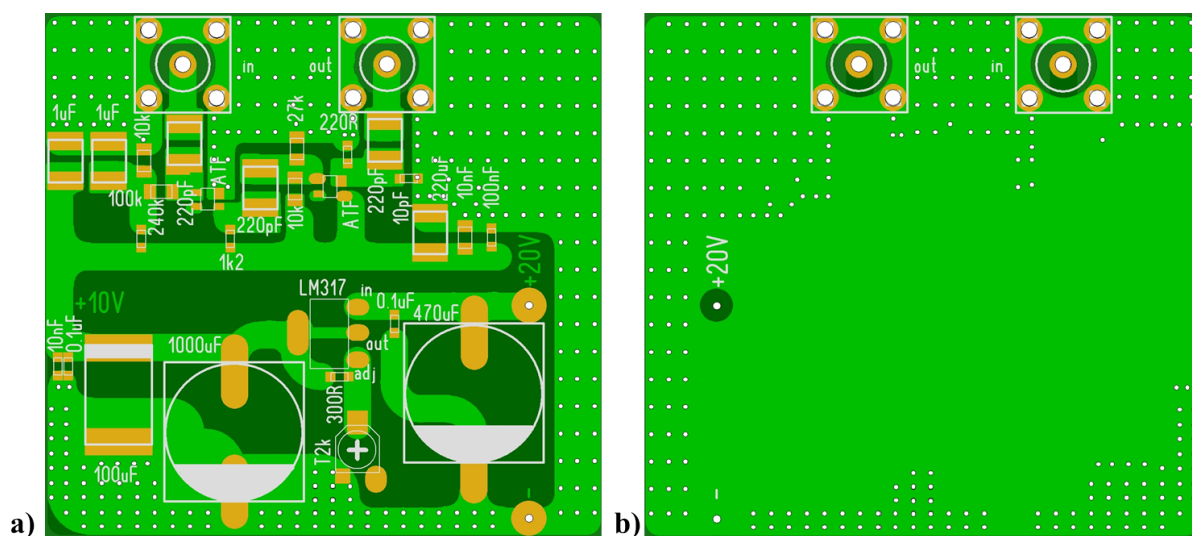 in
out
1uF
1uF
10k
27k
220R
ATF
100k
240k
220pF
220pF
10k
ATF
220pF
10pF
220uF
10nF
100nF
1k2
+20V
+10V
LM317
in
0.1uF
470uF
out
adj
10nF
0.1uF
1000uF
300R
T2k
100uF
-
a)
out
in
+20V
-
b)